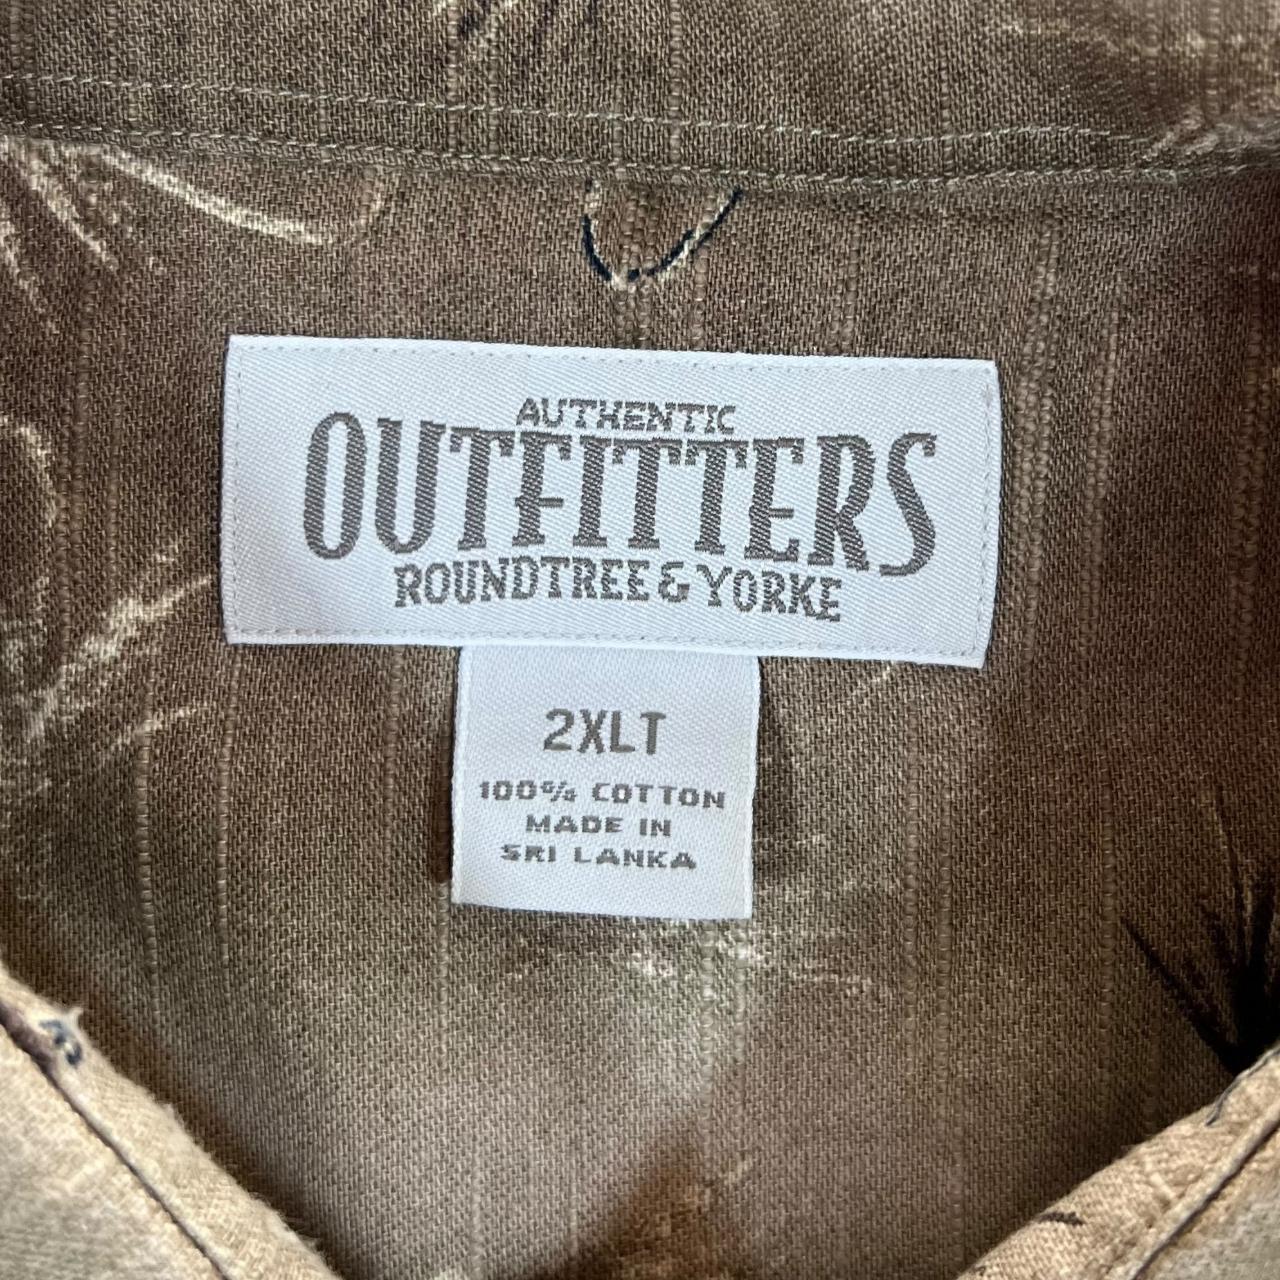 AUTHENTIC
OUTFITTERS
ROUNDTREE & YORKE
2XLT
100% COTTON
MADE IN
SRI LANKA